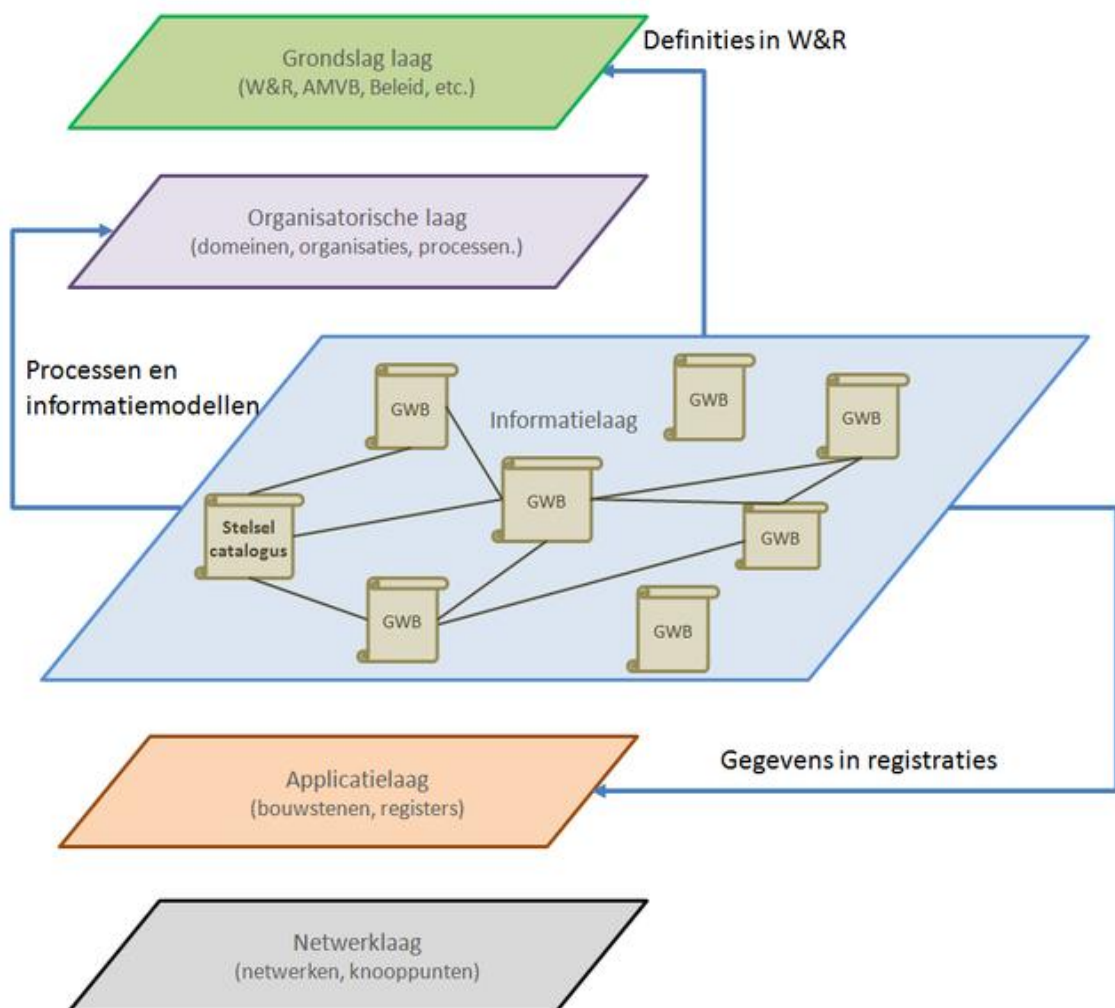 Definities in W&R
Grondslag laag
(W&R, AMVB, Beleid, etc.)
Organisatorische laag
(domeinen, organisaties, processen.)
Processen en
informatiemodellen
GWB
Informatielaag
GWB
GWB
GWB
Stelsel
catalogus
GWB
GWB
GWB
Gegevens in registraties
Applicatielaag
(bouwstenen, registers)
Netwerklaag
(netwerken, knooppunten)